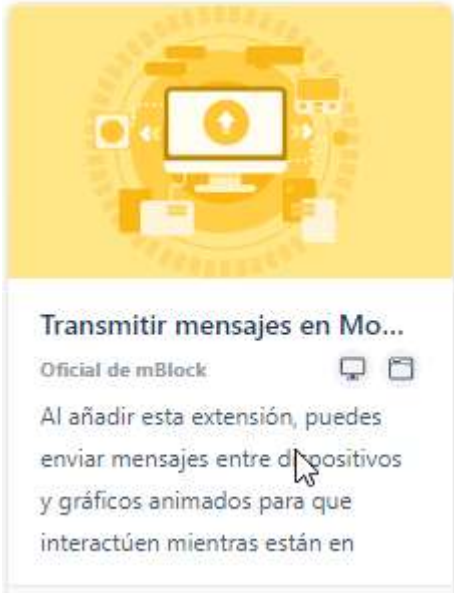 Transmitir mensajes en Mo...
Oficial de mBlock
Al añadir esta extensión, puedes
enviar mensajes entre dispositivos
y gráficos animados para que
interactúen mientras están en